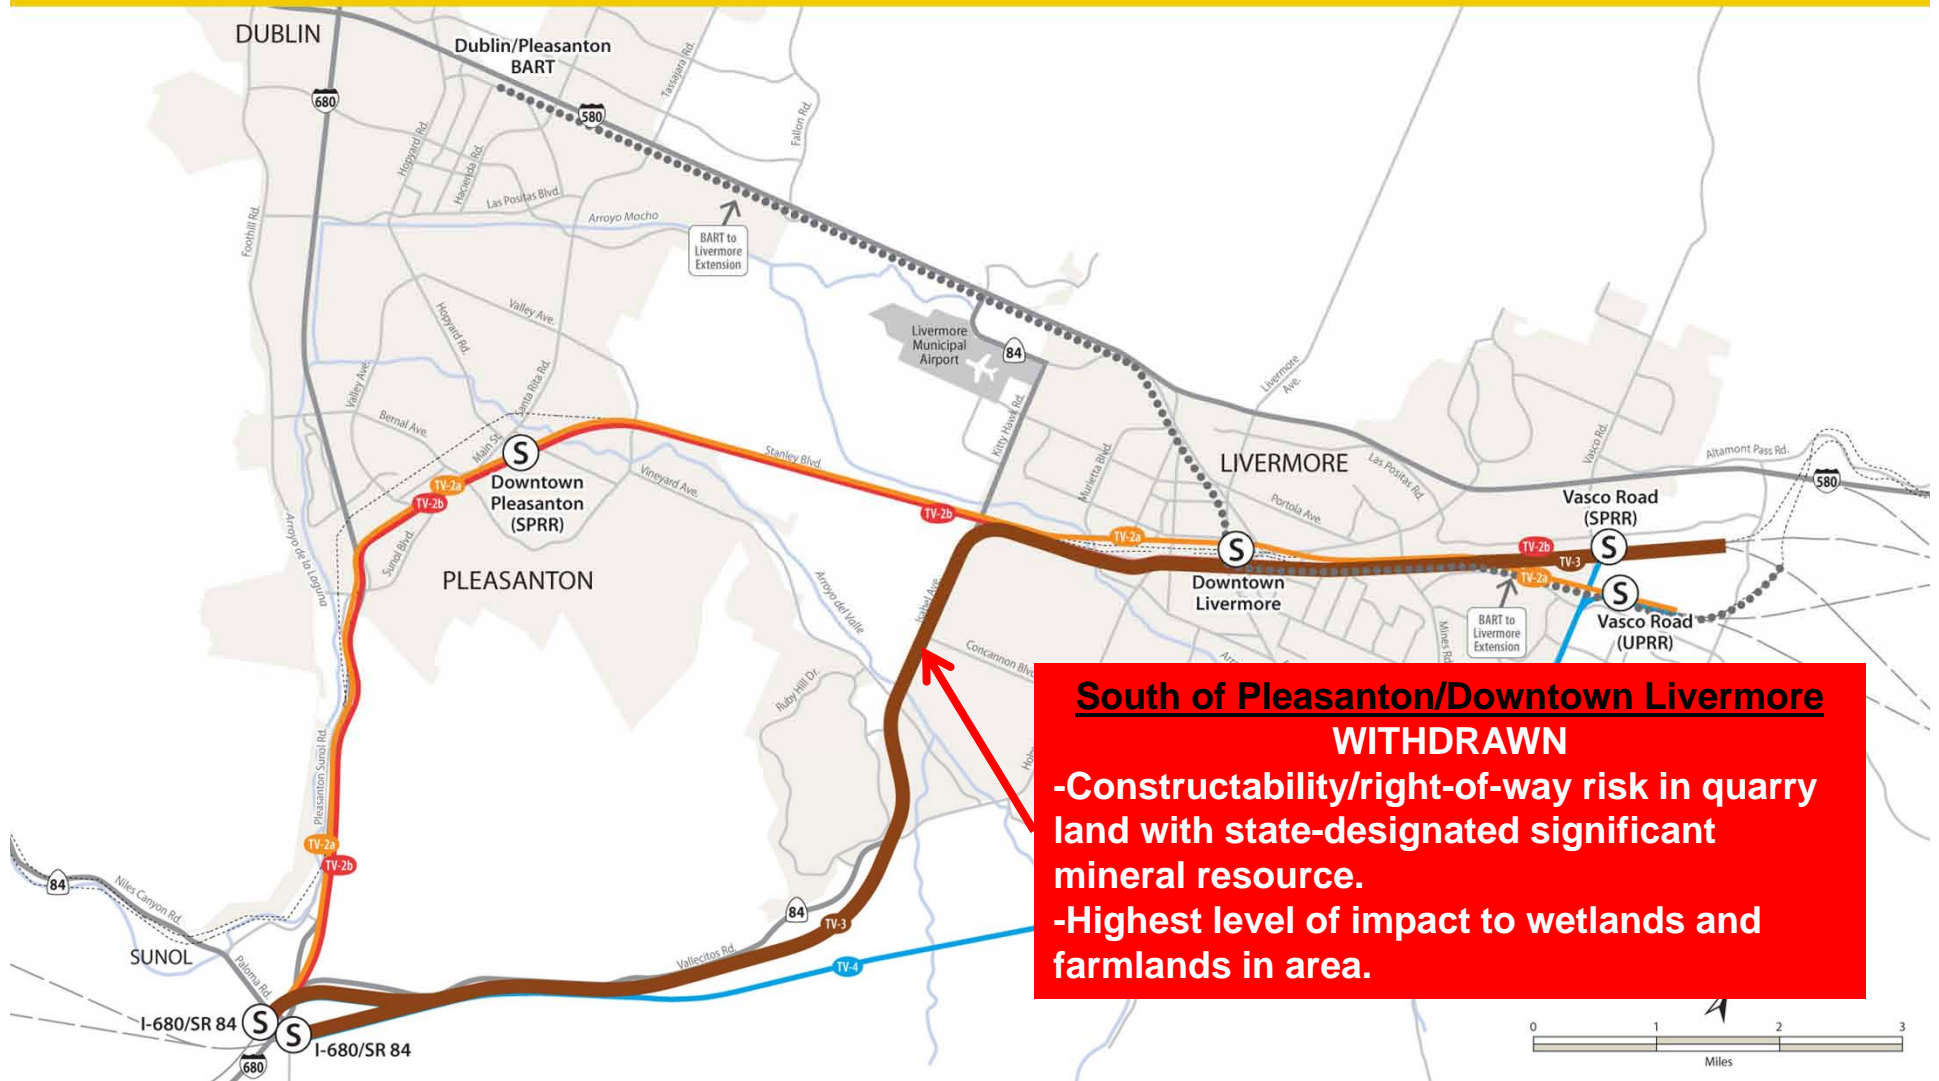 DUBLIN
Dublin/Pleasanton
BART
680
580
Tassajara Rd.
Fallon Rd.
Hopyard Rd.
Hacienda Rd.
Las Positas Blvd.
Foothill Rd.
Arroyo Mocho
BART to
Livermore
Extension
Valley Ave.
Hopyard Rd.
Livermore
Municipal
Airport
84
Livermore
Ave.
Valley Ave.
Santa Rita Rd.
Bernal Ave.
Main St.
S
Downtown
Pleasanton
(SPRR)
TV-2a
TV-2b
Stanley Blvd.
Vineyard Ave.
Kitty Hawk Rd.
Murietta Blvd.
LIVERMORE
Las Positas Rd.
Portola Ave.
Vasco Rd.
Altamont Pass Rd.
580
Vasco Road
(SPRR)
S
TV-2b
TV-2a
S
Downtown
Livermore
TV-2b
TV-3
TV-2a
S
Vasco Road
(UPRR)
BART to
Livermore
Extension
Mines Rd.
Arroyo de la Laguna
Sunol Blvd.
PLEASANTON
Arroyo del Valle
Isabel Ave.
Concannon Blvd.
Ruby Hill Dr.
Pleasanton Sunol Rd.
TV-2a
TV-2b
84
Niles Canyon Rd.
SUNOL
Paloma Rd.
84
TV-3
Vallecitos Rd.
TV-4
I-680/SR 84
S
S
I-680/SR 84
680
South of Pleasanton/Downtown Livermore
WITHDRAWN
-Constructability/right-of-way risk in quarry
land with state-designated significant
mineral resource.
-Highest level of impact to wetlands and
farmlands in area.
0 1 2 3
Miles